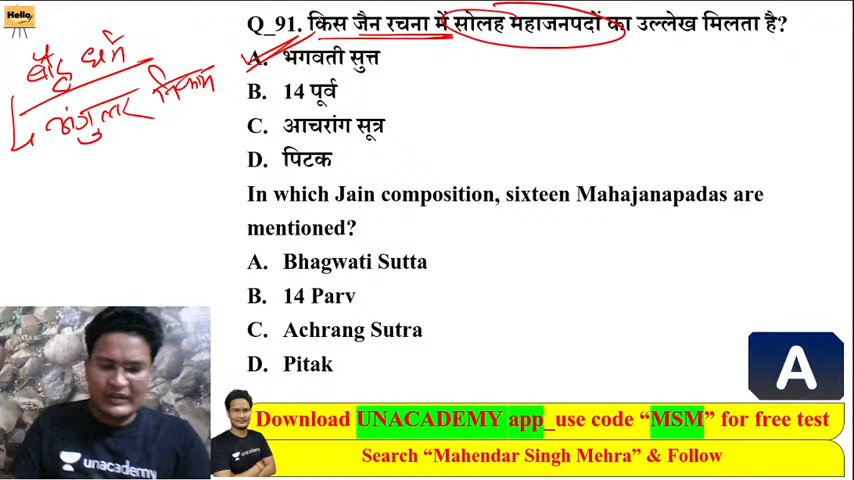 Hello
Q_91. किस जैन रचना में सोलह महाजनपदों का उल्लेख मिलता है?
A. भगवती सुत्त
B. 14 पूर्व
C. आचरांग सूत्र
D. पिटक
बौद्ध धर्म
अंगुत्तर निकाय
In which Jain composition, sixteen Mahajanapadas are
mentioned?
A. Bhagwati Sutta
B. 14 Parv
C. Achrang Sutra
D. Pitak
A
unacademy
Download UNACADEMY app_use code “MSM” for free test
Search “Mahendar Singh Mehra” & Follow